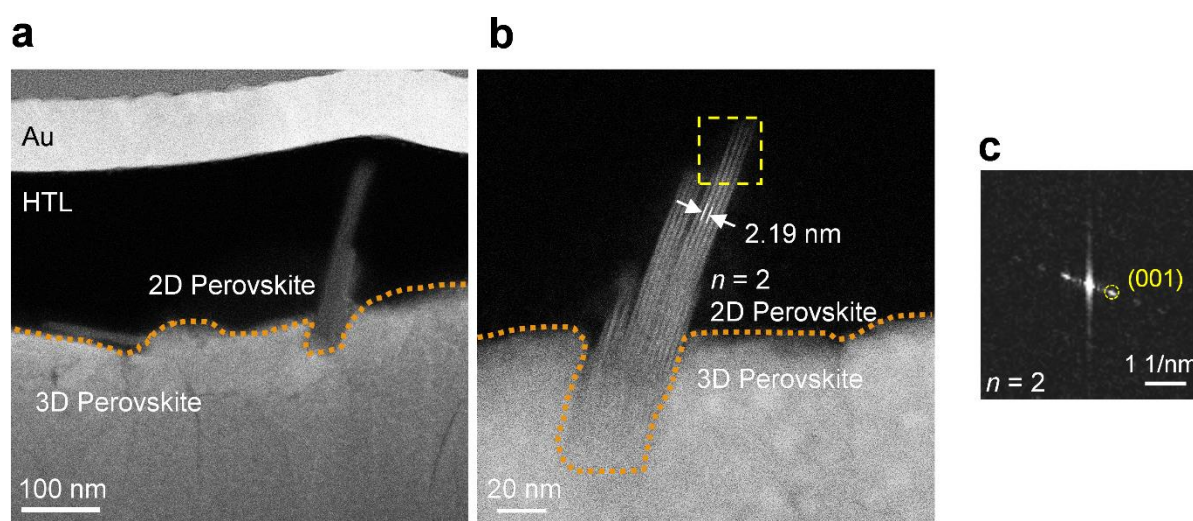 a
Au
HTL
2D Perovskite
3D Perovskite
100 nm
b
2.19 nm
n = 2
2D Perovskite
3D Perovskite
20 nm
c
(001)
n = 2
1 1/nm